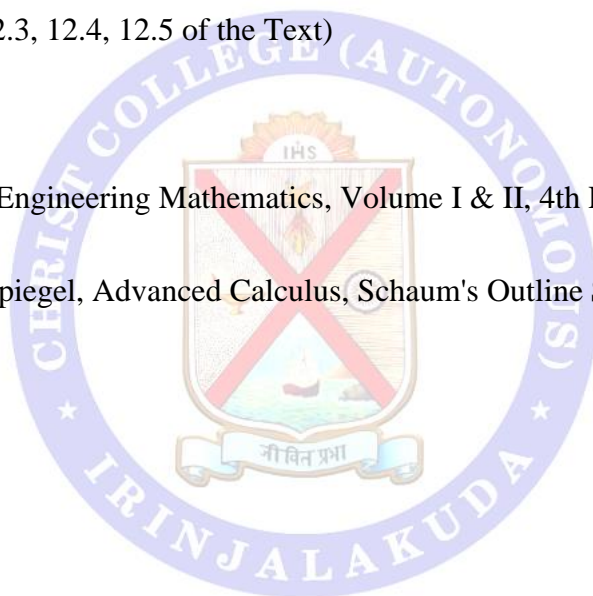 2.3, 12.4, 12.5 of the Text)
CHRIST COLLEGE (AUTONOMOUS)
IHS
Engineering Mathematics, Volume I & II, 4th
piegel, Advanced Calculus, Schaum's Outline
जीवित प्रभा
★ IRINJALAKUDA ★